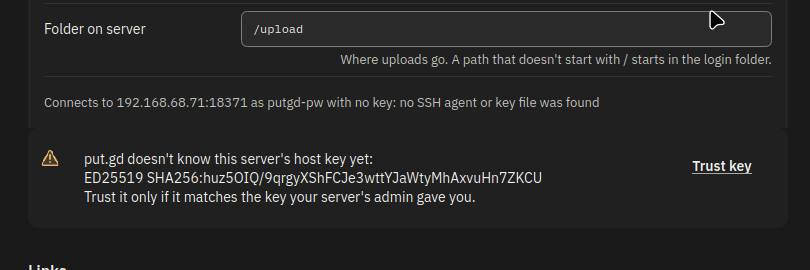 Folder on server
/upload
Where uploads go. A path that doesn't start with / starts in the login folder.
Connects to 192.168.68.71:18371 as putgd-pw with no key: no SSH agent or key file was found
put.gd doesn't know this server's host key yet:
Trust key
ED25519 SHA256:huz5OIQ/9qrgyXShFCJe3wttYJaWtyMhAxvuHn7ZKCU
Trust it only if it matches the key your server's admin gave you.
Links